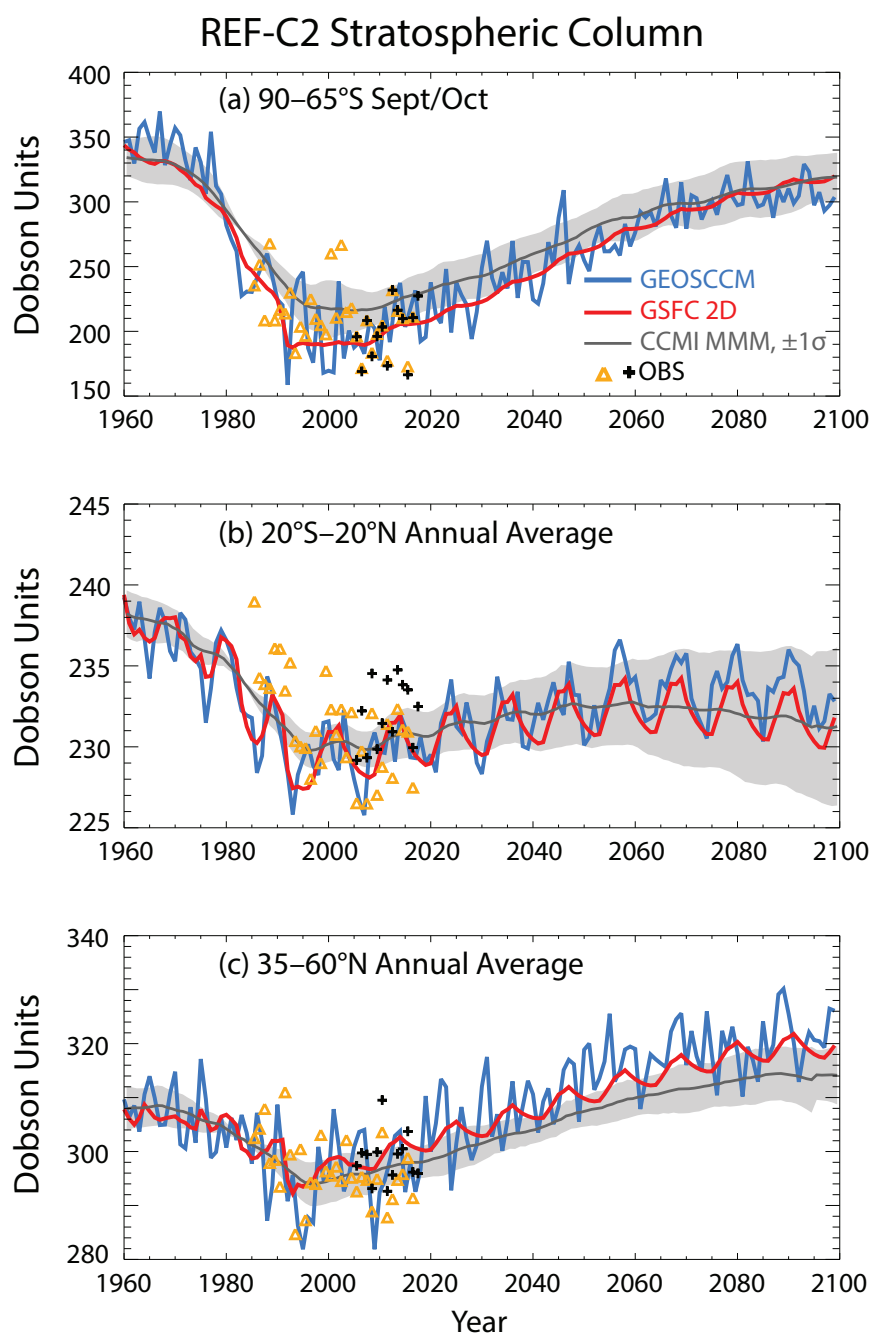 REF-C2 Stratospheric Column
(a) 90–65°S Sept/Oct
Dobson Units
400
350
300
250
200
150
GEOSCCM
GSFC 2D
CCMI MMM, ±1σ
OBS
1960 1980 2000 2020 2040 2060 2080 2100
(b) 20°S–20°N Annual Average
Dobson Units
245
240
235
230
225
1960 1980 2000 2020 2040 2060 2080 2100
(c) 35–60°N Annual Average
Dobson Units
340
320
300
280
1960 1980 2000 2020 2040 2060 2080 2100
Year